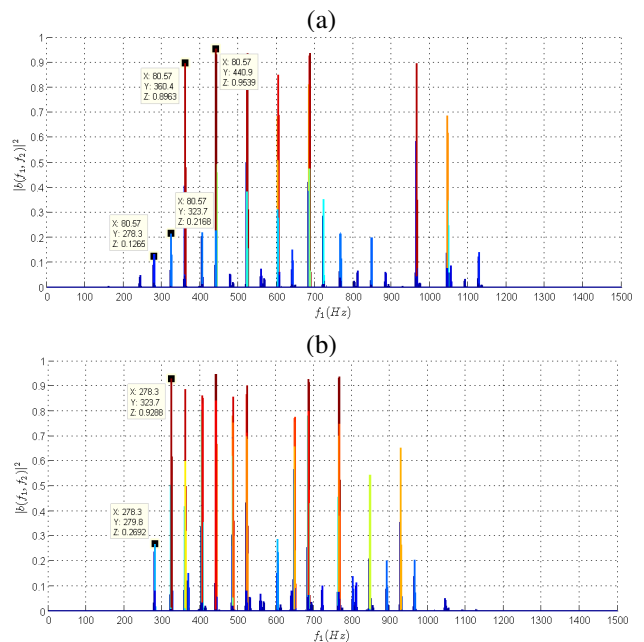 (a)
1
0.9
0.8
0.7
0.6
0.5
0.4
0.3
0.2
0.1
0
|b(f₁, f₂)|²
X: 80.57
Y: 360.4
Z: 0.8963
X: 80.57
Y: 440.9
Z: 0.9539
X: 80.57
Y: 323.7
Z: 0.2168
X: 80.57
Y: 278.3
Z: 0.1265
0 100 200 300 400 500 600 700 800 900 1000 1100 1200 1300 1400 1500
f₁(Hz)
(b)
1
0.9
0.8
0.7
0.6
0.5
0.4
0.3
0.2
0.1
0
|b(f₁, f₂)|²
X: 278.3
Y: 323.7
Z: 0.9288
X: 278.3
Y: 279.8
Z: 0.2692
0 100 200 300 400 500 600 700 800 900 1000 1100 1200 1300 1400 1500
f₁(Hz)